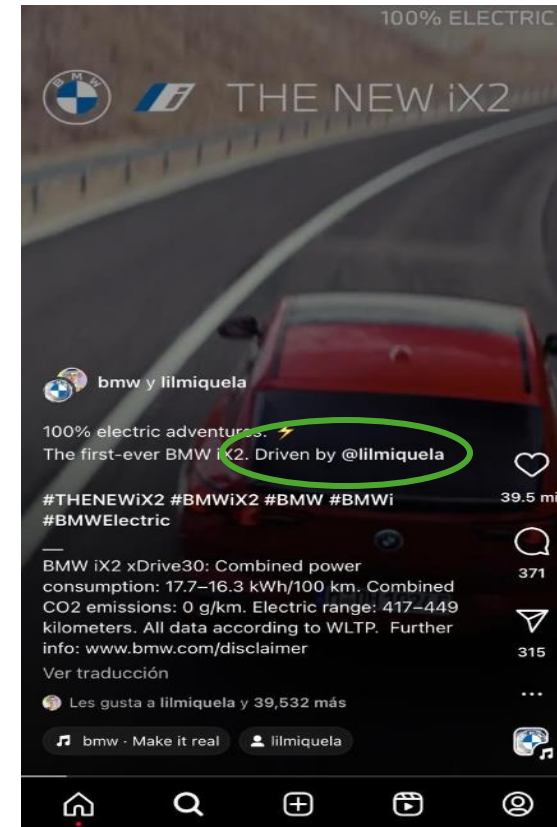 100% ELECTRIC
BMW
THE NEW iX2
bmw y lilmiquela
100% electric adventures. ⚡
The first-ever BMW iX2. Driven by @lilmiquela
#THENEWiX2 #BMWiX2 #BMW #BMWi
#BMWElectric
—
BMW iX2 xDrive30: Combined power
consumption: 17.7–16.3 kWh/100 km. Combined
CO2 emissions: 0 g/km. Electric range: 417–449
kilometers. All data according to WLTP. Further
info: www.bmw.com/disclaimer
Ver traducción
Les gusta a lilmiquela y 39,532 más
bmw · Make it real
lilmiquela
39.5 mi
371
315